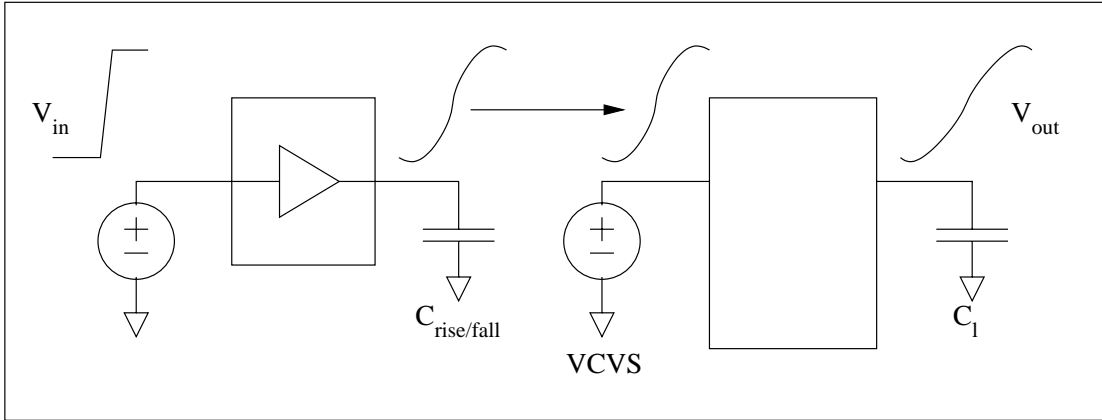 V_in
+
−
C_rise/fall
+
−
VCVS
C_l
V_out